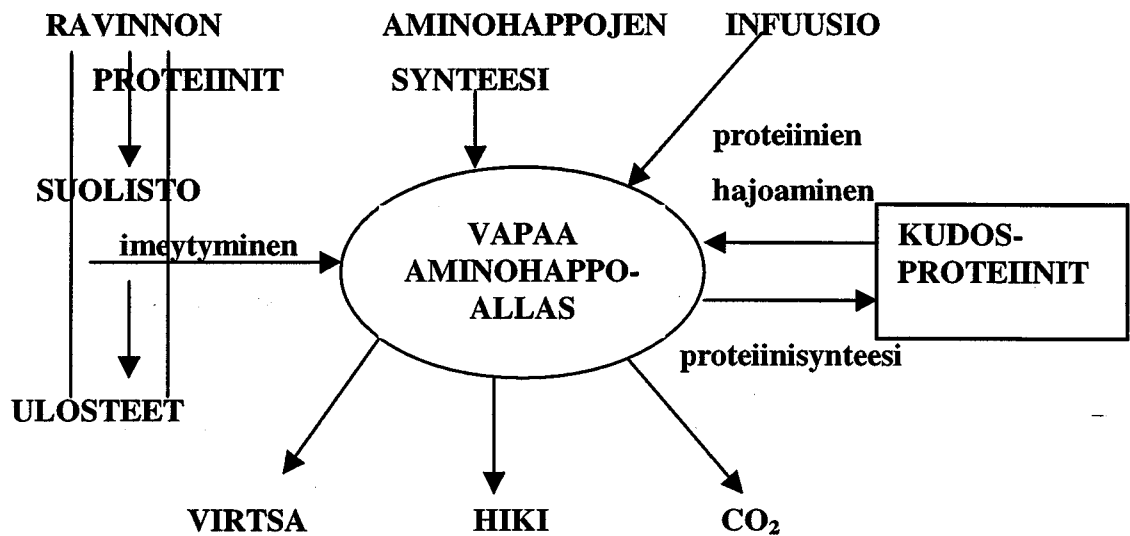 RAVINNON
PROTEIINIT
AMINOHAPPOJEN
SYNTEESI
INFUUSIO
proteiinien
hajoaminen
SUOLISTO
imeytyminen
VAPAA
AMINOHAPPO-
ALLAS
KUDOS-
PROTEIINIT
proteiinisynteesi
ULOSTEET
VIRTSA
HIKI
CO₂